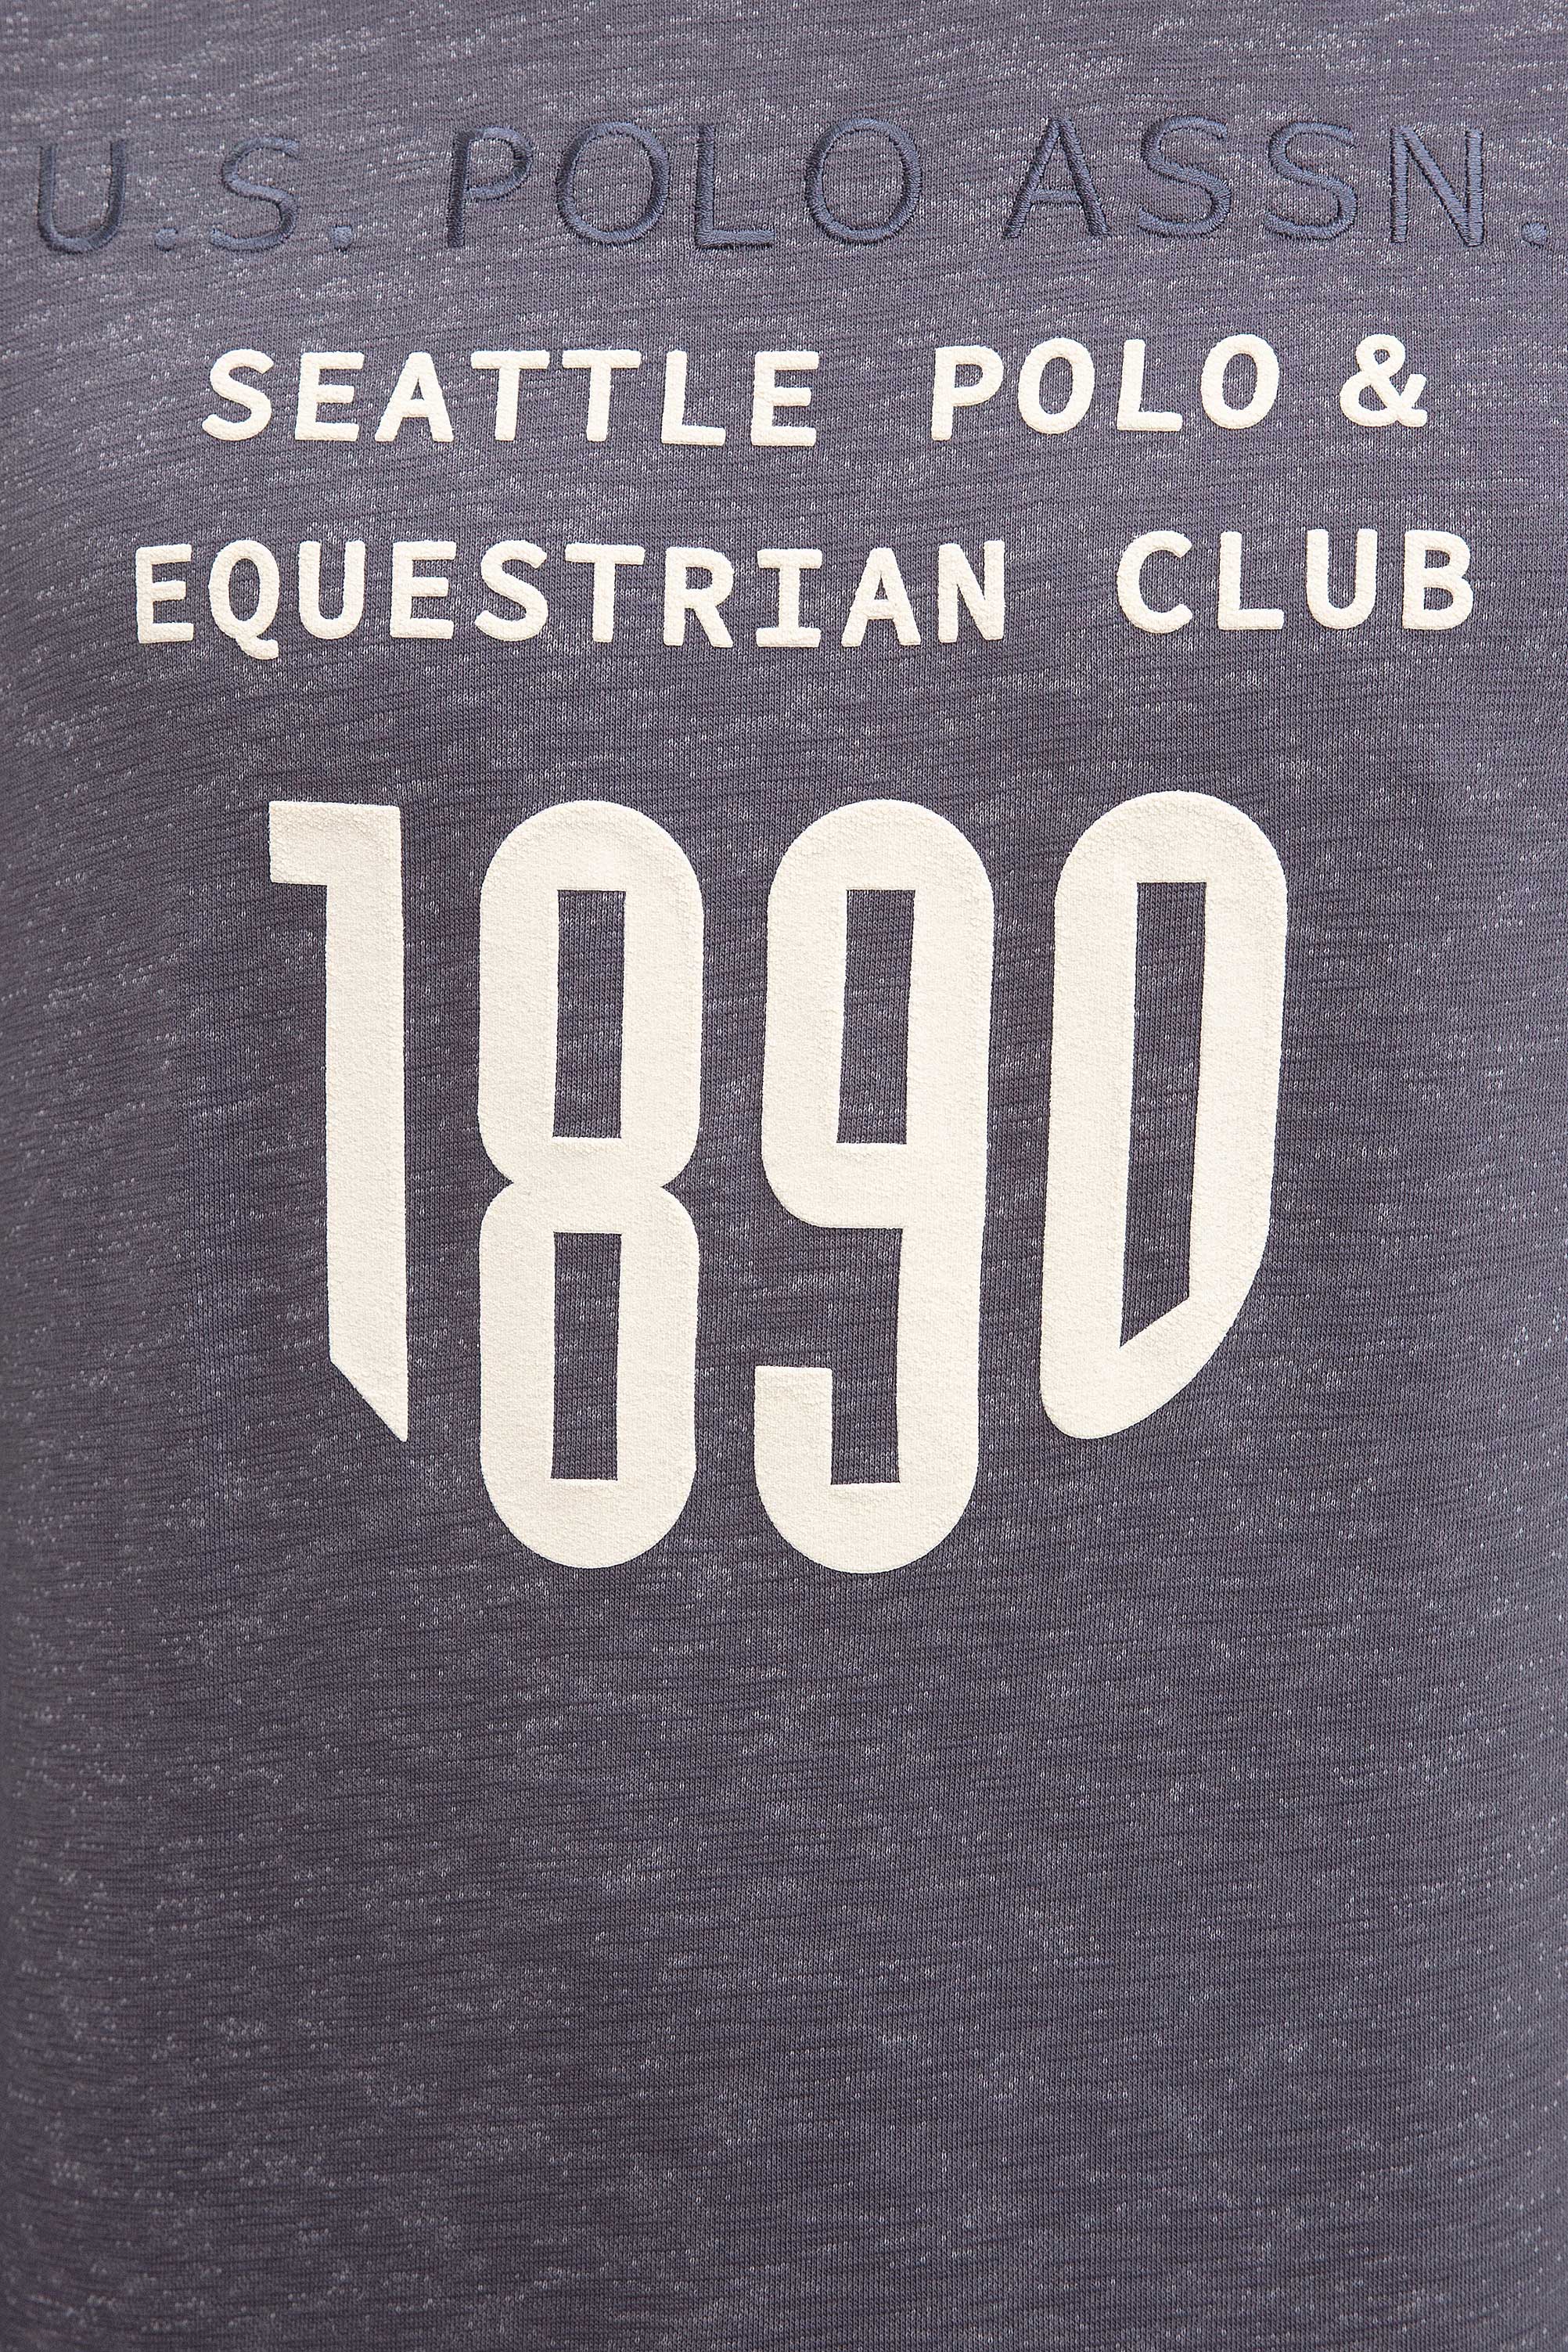 U.S. POLO ASSN.
SEATTLE POLO &
EQUESTRIAN CLUB
1890